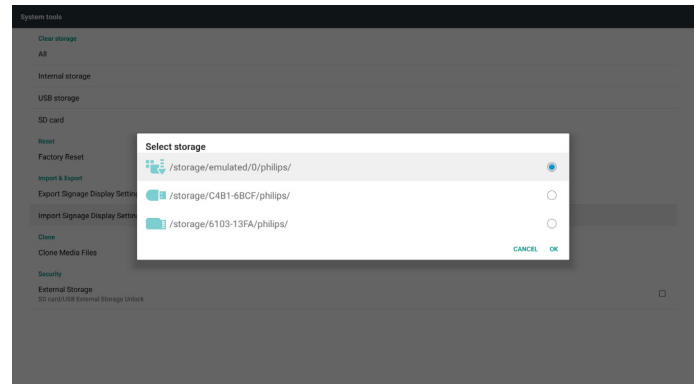 System tools
Clear storage
All
Internal storage
USB storage
SD card
Reset
Factory Reset
Import & Export
Export Signage Display Settin
Import Signage Display Settin
Clone
Clone Media Files
Security
External Storage
SD card/USB External Storage Unlock
Select storage
/storage/emulated/0/philips/
/storage/C4B1-6BCF/philips/
/storage/6103-13FA/philips/
CANCEL OK